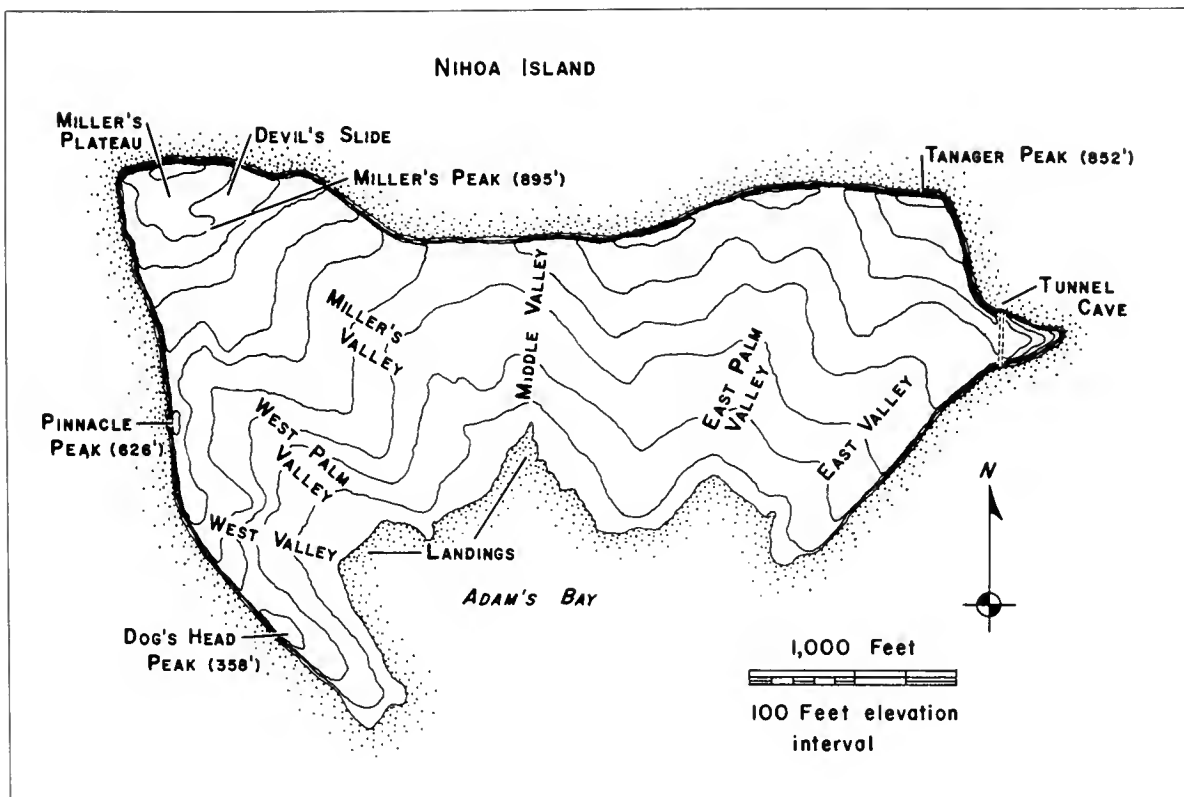 NIHOA ISLAND
MILLER'S
PLATEAU
DEVIL'S SLIDE
MILLER'S PEAK (895')
TANAGER PEAK (852')
TUNNEL
CAVE
MILLER'S
VALLEY
MIDDLE VALLEY
EAST PALM
VALLEY
EAST VALLEY
PINNACLE
PEAK (626')
WEST PALM
VALLEY
WEST VALLEY
LANDINGS
ADAM'S BAY
DOG'S HEAD
PEAK (358')
N
1,000 Feet
100 Feet elevation
interval